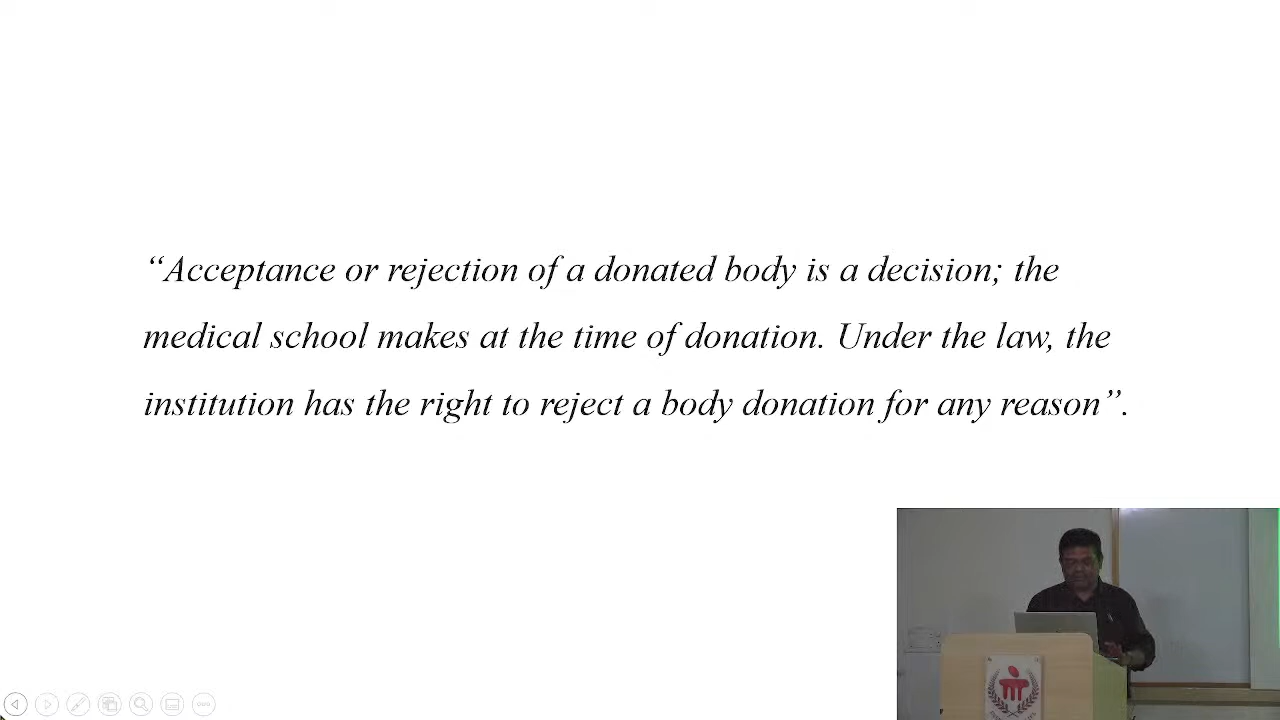 “Acceptance or rejection of a donated body is a decision; the
medical school makes at the time of donation. Under the law, the
institution has the right to reject a body donation for any reason”.